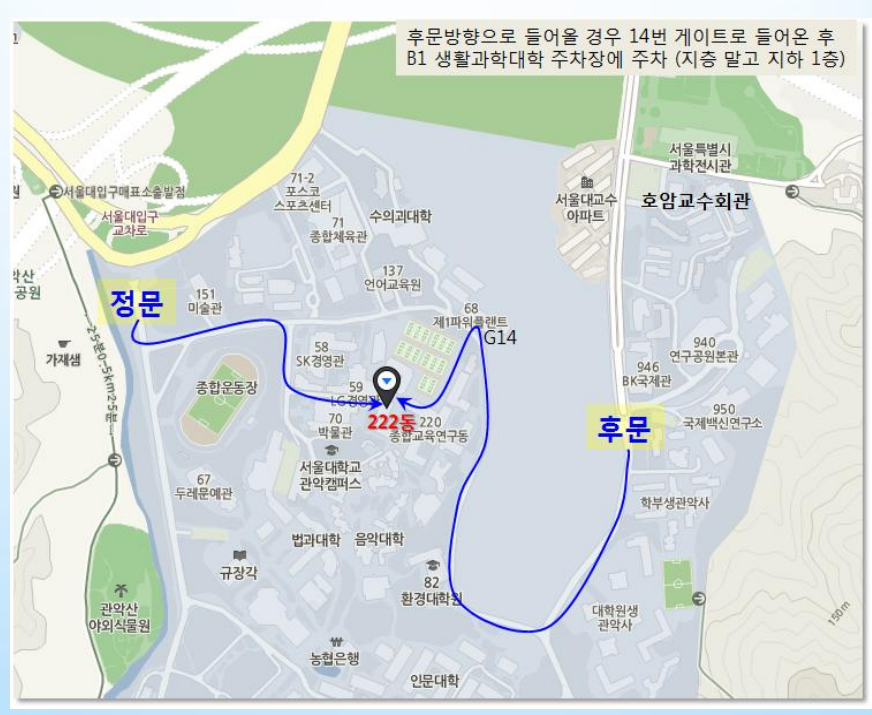 후문방향으로 들어올 경우 14번 게이트로 들어온 후
B1 생활과학대학 주차장에 주차 (지층 말고 지하 1층)
서울특별시
과학전시관
71-2
포스코
스포츠센터
서울대입구매표소출발점
서울대교수
아파트
호암교수회관
서울대입구
교차로
71
종합체육관
수의과대학
악산
공원
137
언어교육원
정문
151
미술관
68
제1파워플랜트
G14
58
SK경영관
940
연구공원본관
가재샘
2.5분0.5km2.5분
946
BK국제관
종합운동장
59
LG경영관
222동
70
박물관
220
종합교육연구동
후문
950
국제백신연구소
서울대학교
관악캠퍼스
67
두레문예관
학부생관악사
법과대학
음악대학
규장각
82
환경대학원
관악산
야외식물원
대학원생
관악사
150m
농협은행
인문대학